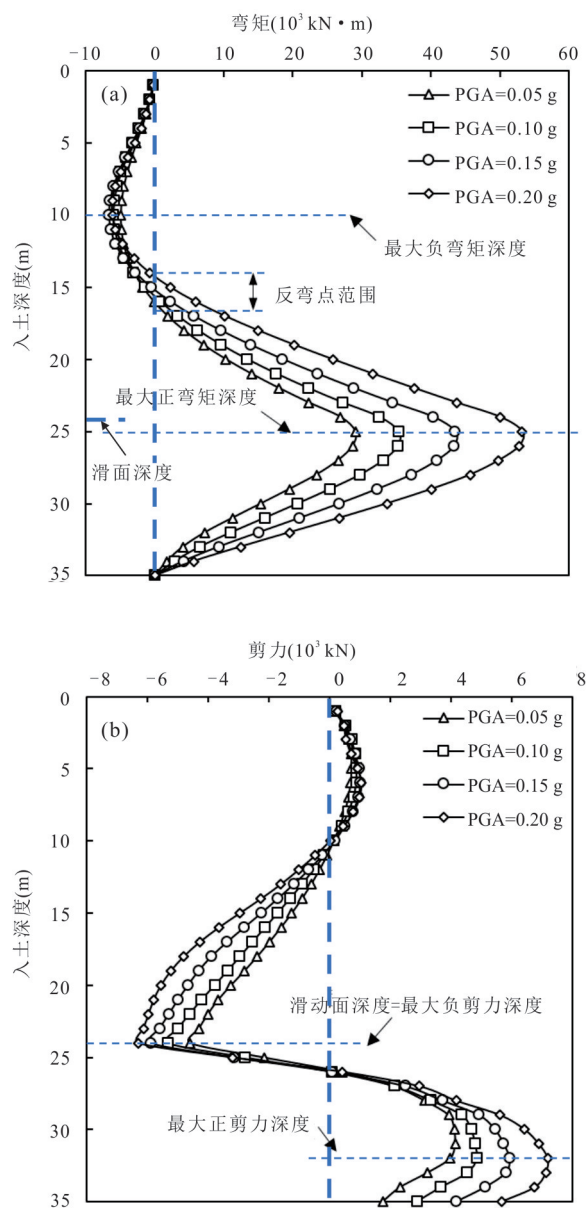 弯矩(10³ kN·m)
−10 0 10 20 30 40 50 60
0
(a)
PGA=0.05 g
PGA=0.10 g
5
PGA=0.15 g
PGA=0.20 g
10
最大负弯矩深度
入土深度(m)
15
反弯点范围
20
最大正弯矩深度
25
滑面深度
30
35
剪力(10³ kN)
−8 −6 −4 −2 0 2 4 6 8
0
(b)
PGA=0.05 g
PGA=0.10 g
5
PGA=0.15 g
PGA=0.20 g
10
入土深度(m)
15
20
滑动面深度=最大负剪力深度
25
最大正剪力深度
30
35